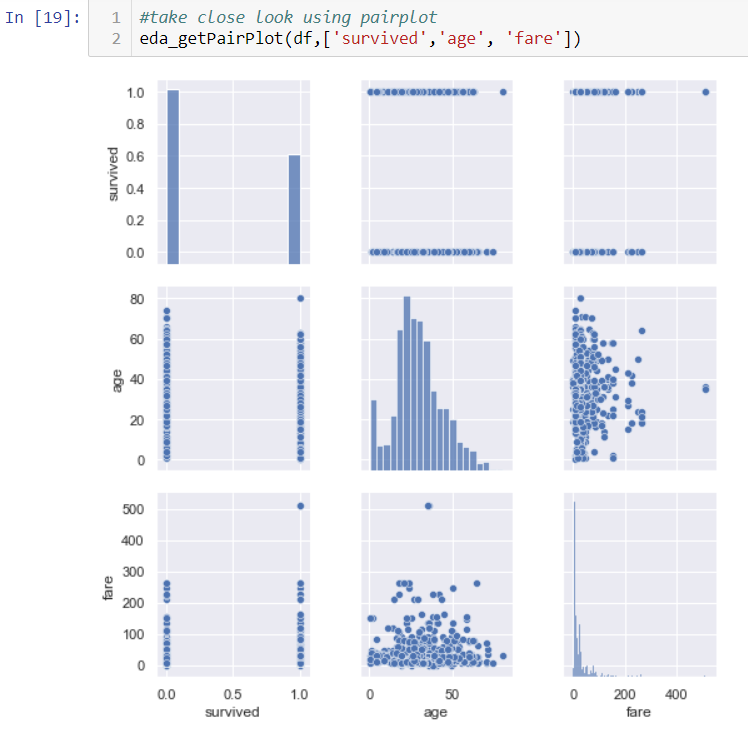 In [19]:
1 #take close look using pairplot
2 eda_getPairPlot(df,['survived','age', 'fare'])
1.0
0.8
0.6
0.4
0.2
0.0
survived
80
60
40
20
0
age
500
400
300
200
100
0
fare
0.0 0.5 1.0
survived
0 50
age
0 200 400
fare